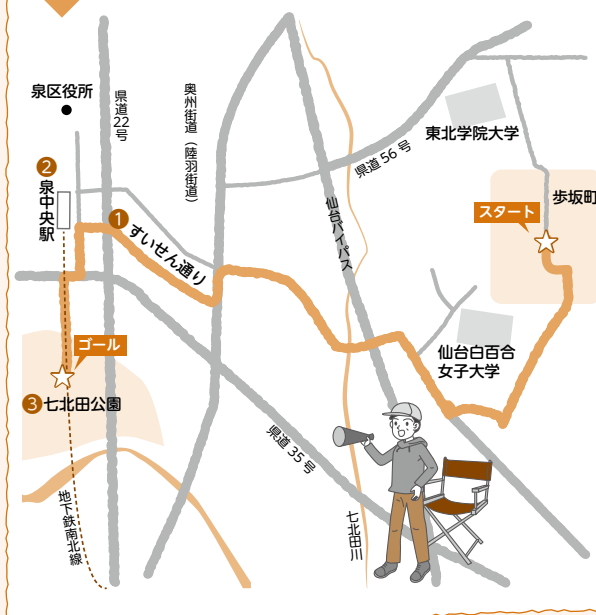 泉区役所
県道22号
奥州街道（陸羽街道）
東北学院大学
県道56号
歩坂町
スタート
❷
泉中央駅
❶
すいせん通り
仙台バイパス
ゴール
仙台白百合
女子大学
❸七北田公園
県道35号
地下鉄南北線
七北田川